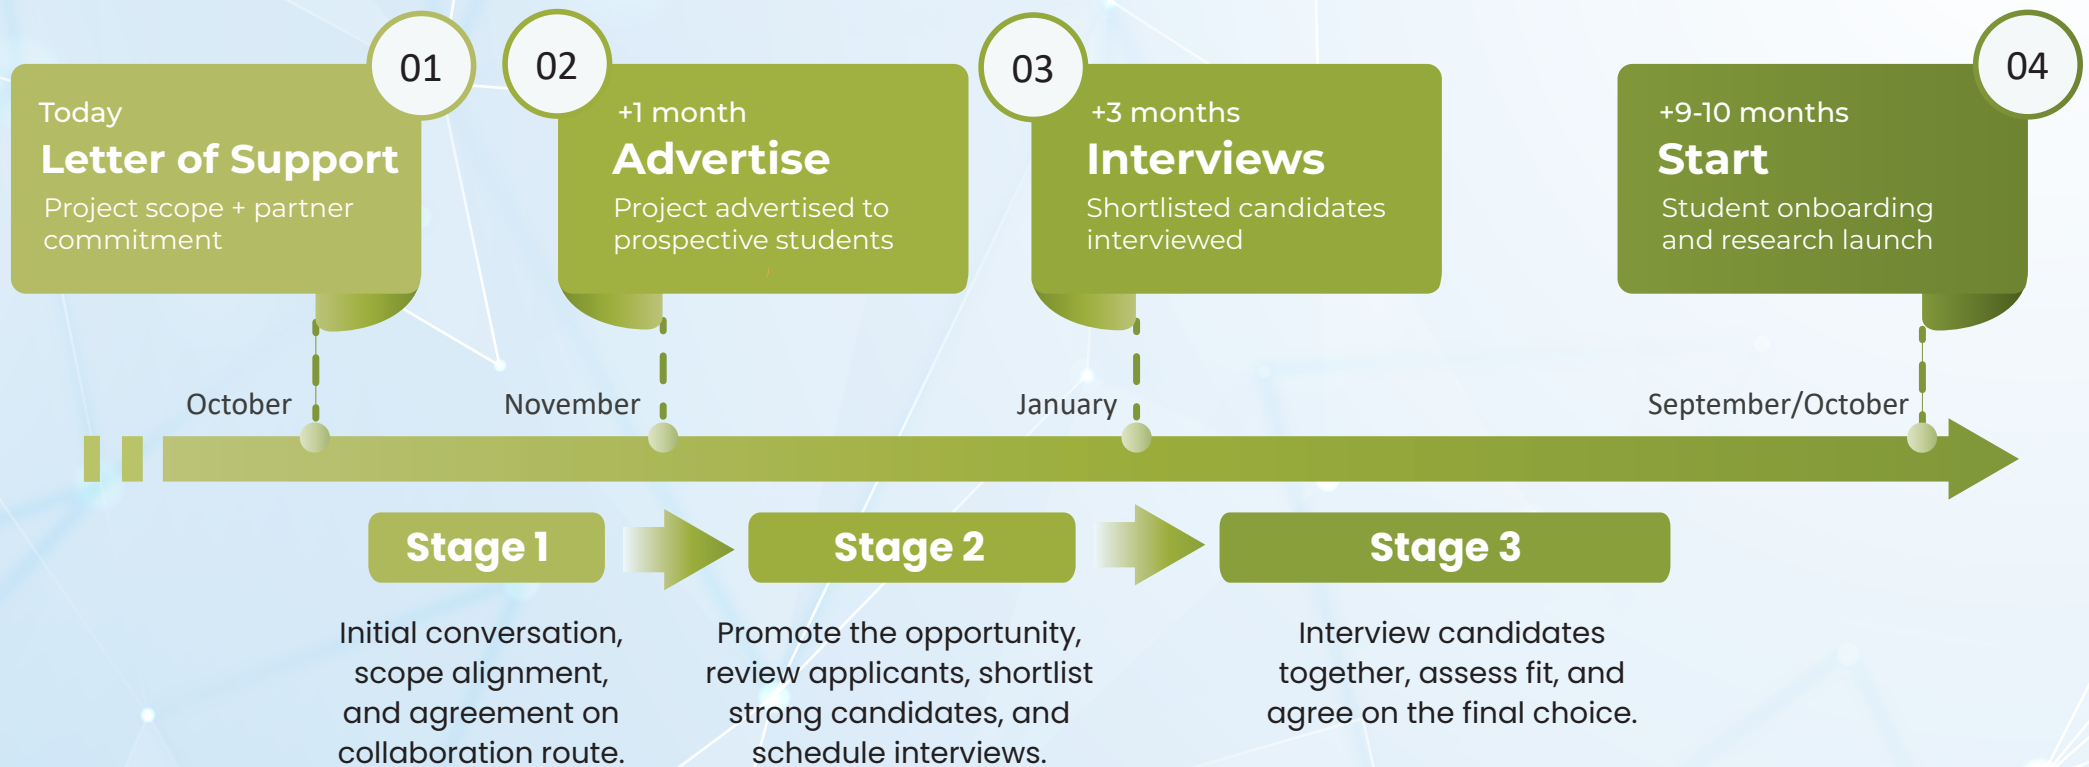 01
Today
Letter of Support
Project scope + partner
commitment
02
+1 month
Advertise
Project advertised to
prospective students
03
+3 months
Interviews
Shortlisted candidates
interviewed
04
+9-10 months
Start
Student onboarding
and research launch
October
November
January
September/October
Stage 1
Initial conversation,
scope alignment,
and agreement on
collaboration route.
Stage 2
Promote the opportunity,
review applicants, shortlist
strong candidates, and
schedule interviews.
Stage 3
Interview candidates
together, assess fit, and
agree on the final choice.